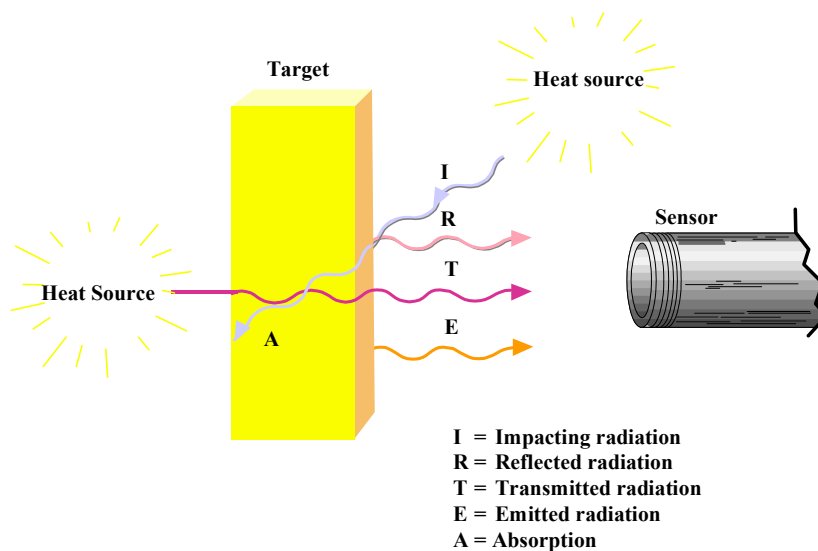 Target
Heat source
I
R
Sensor
T
Heat Source
E
A
I = Impacting radiation
R = Reflected radiation
T = Transmitted radiation
E = Emitted radiation
A = Absorption